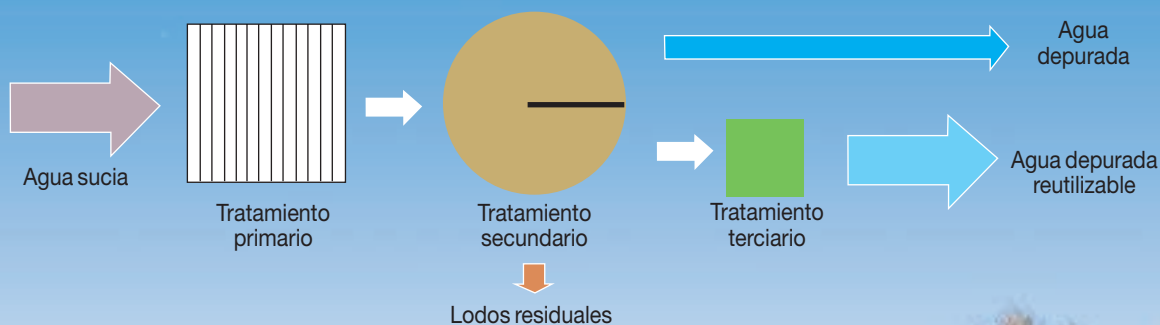 Agua sucia
Tratamiento
primario
Tratamiento
secundario
Lodos residuales
Tratamiento
terciario
Agua
depurada
Agua depurada
reutilizable